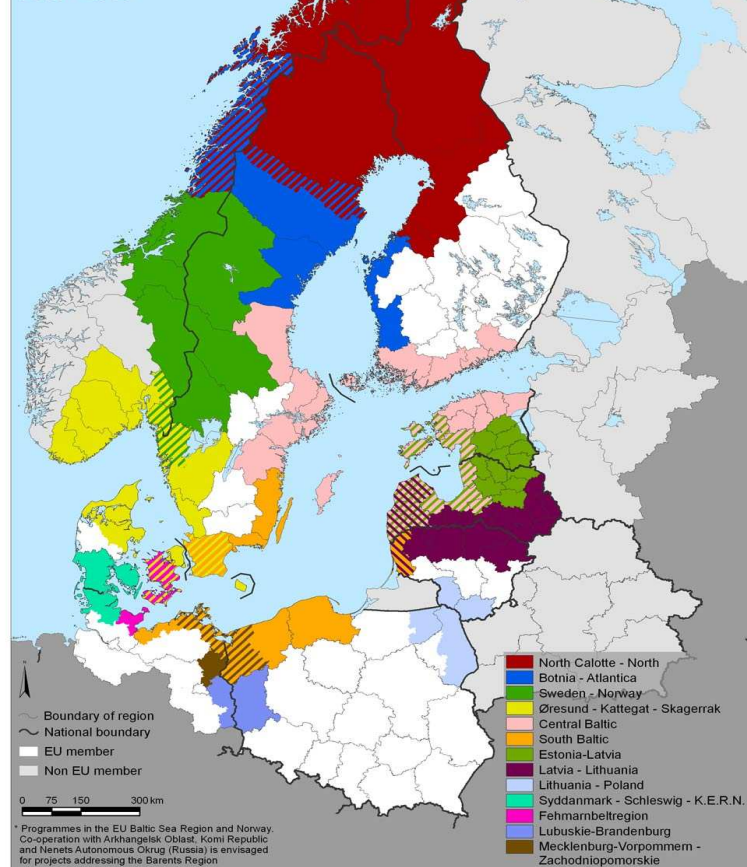 N
Boundary of region
National boundary
EU member
Non EU member
0 75 150 300 km
* Programmes in the EU Baltic Sea Region and Norway.
Co-operation with Arkhangelsk Oblast, Komi Republic
and Nenets Autonomous Okrug (Russia) is envisaged
for projects addressing the Barents Region
North Calotte - North
Botnia - Atlantica
Sweden - Norway
Øresund - Kattegat - Skagerrak
Central Baltic
South Baltic
Estonia-Latvia
Latvia - Lithuania
Lithuania - Poland
Syddanmark - Schleswig - K.E.R.N.
Fehmarnbeltregion
Lubuskie-Brandenburg
Mecklenburg-Vorpommern -
Zachodniopomorskie